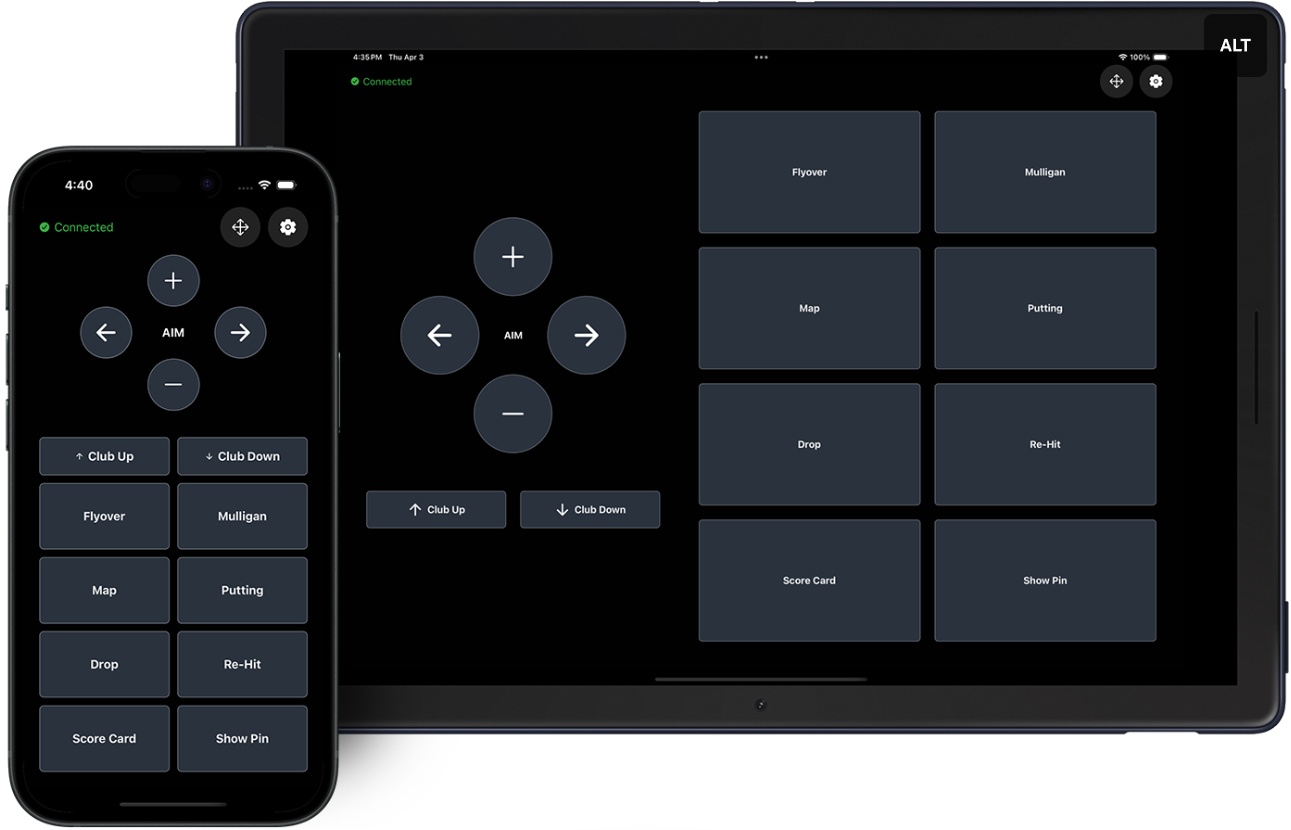 ALT
4:35 PM Thu Apr 3
100%
Connected
Flyover
Mulligan
AIM
Map
Putting
Drop
Re-Hit
Club Up
Club Down
Score Card
Show Pin
4:40
Connected
AIM
Club Up
Club Down
Flyover
Mulligan
Map
Putting
Drop
Re-Hit
Score Card
Show Pin